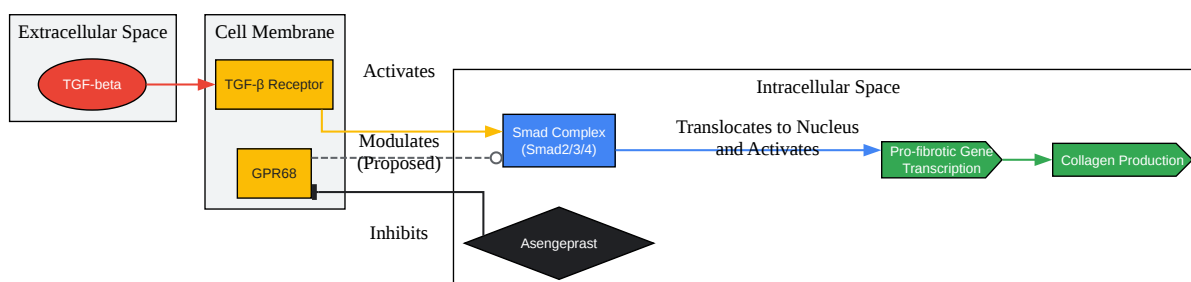 Extracellular Space
TGF-beta
Cell Membrane
TGF-β Receptor
GPR68
Activates
Modulates
(Proposed)
Inhibits
Intracellular Space
Smad Complex
(Smad2/3/4)
Asengeprast
Translocates to Nucleus
and Activates
Pro-fibrotic Gene
Transcription
Collagen Production